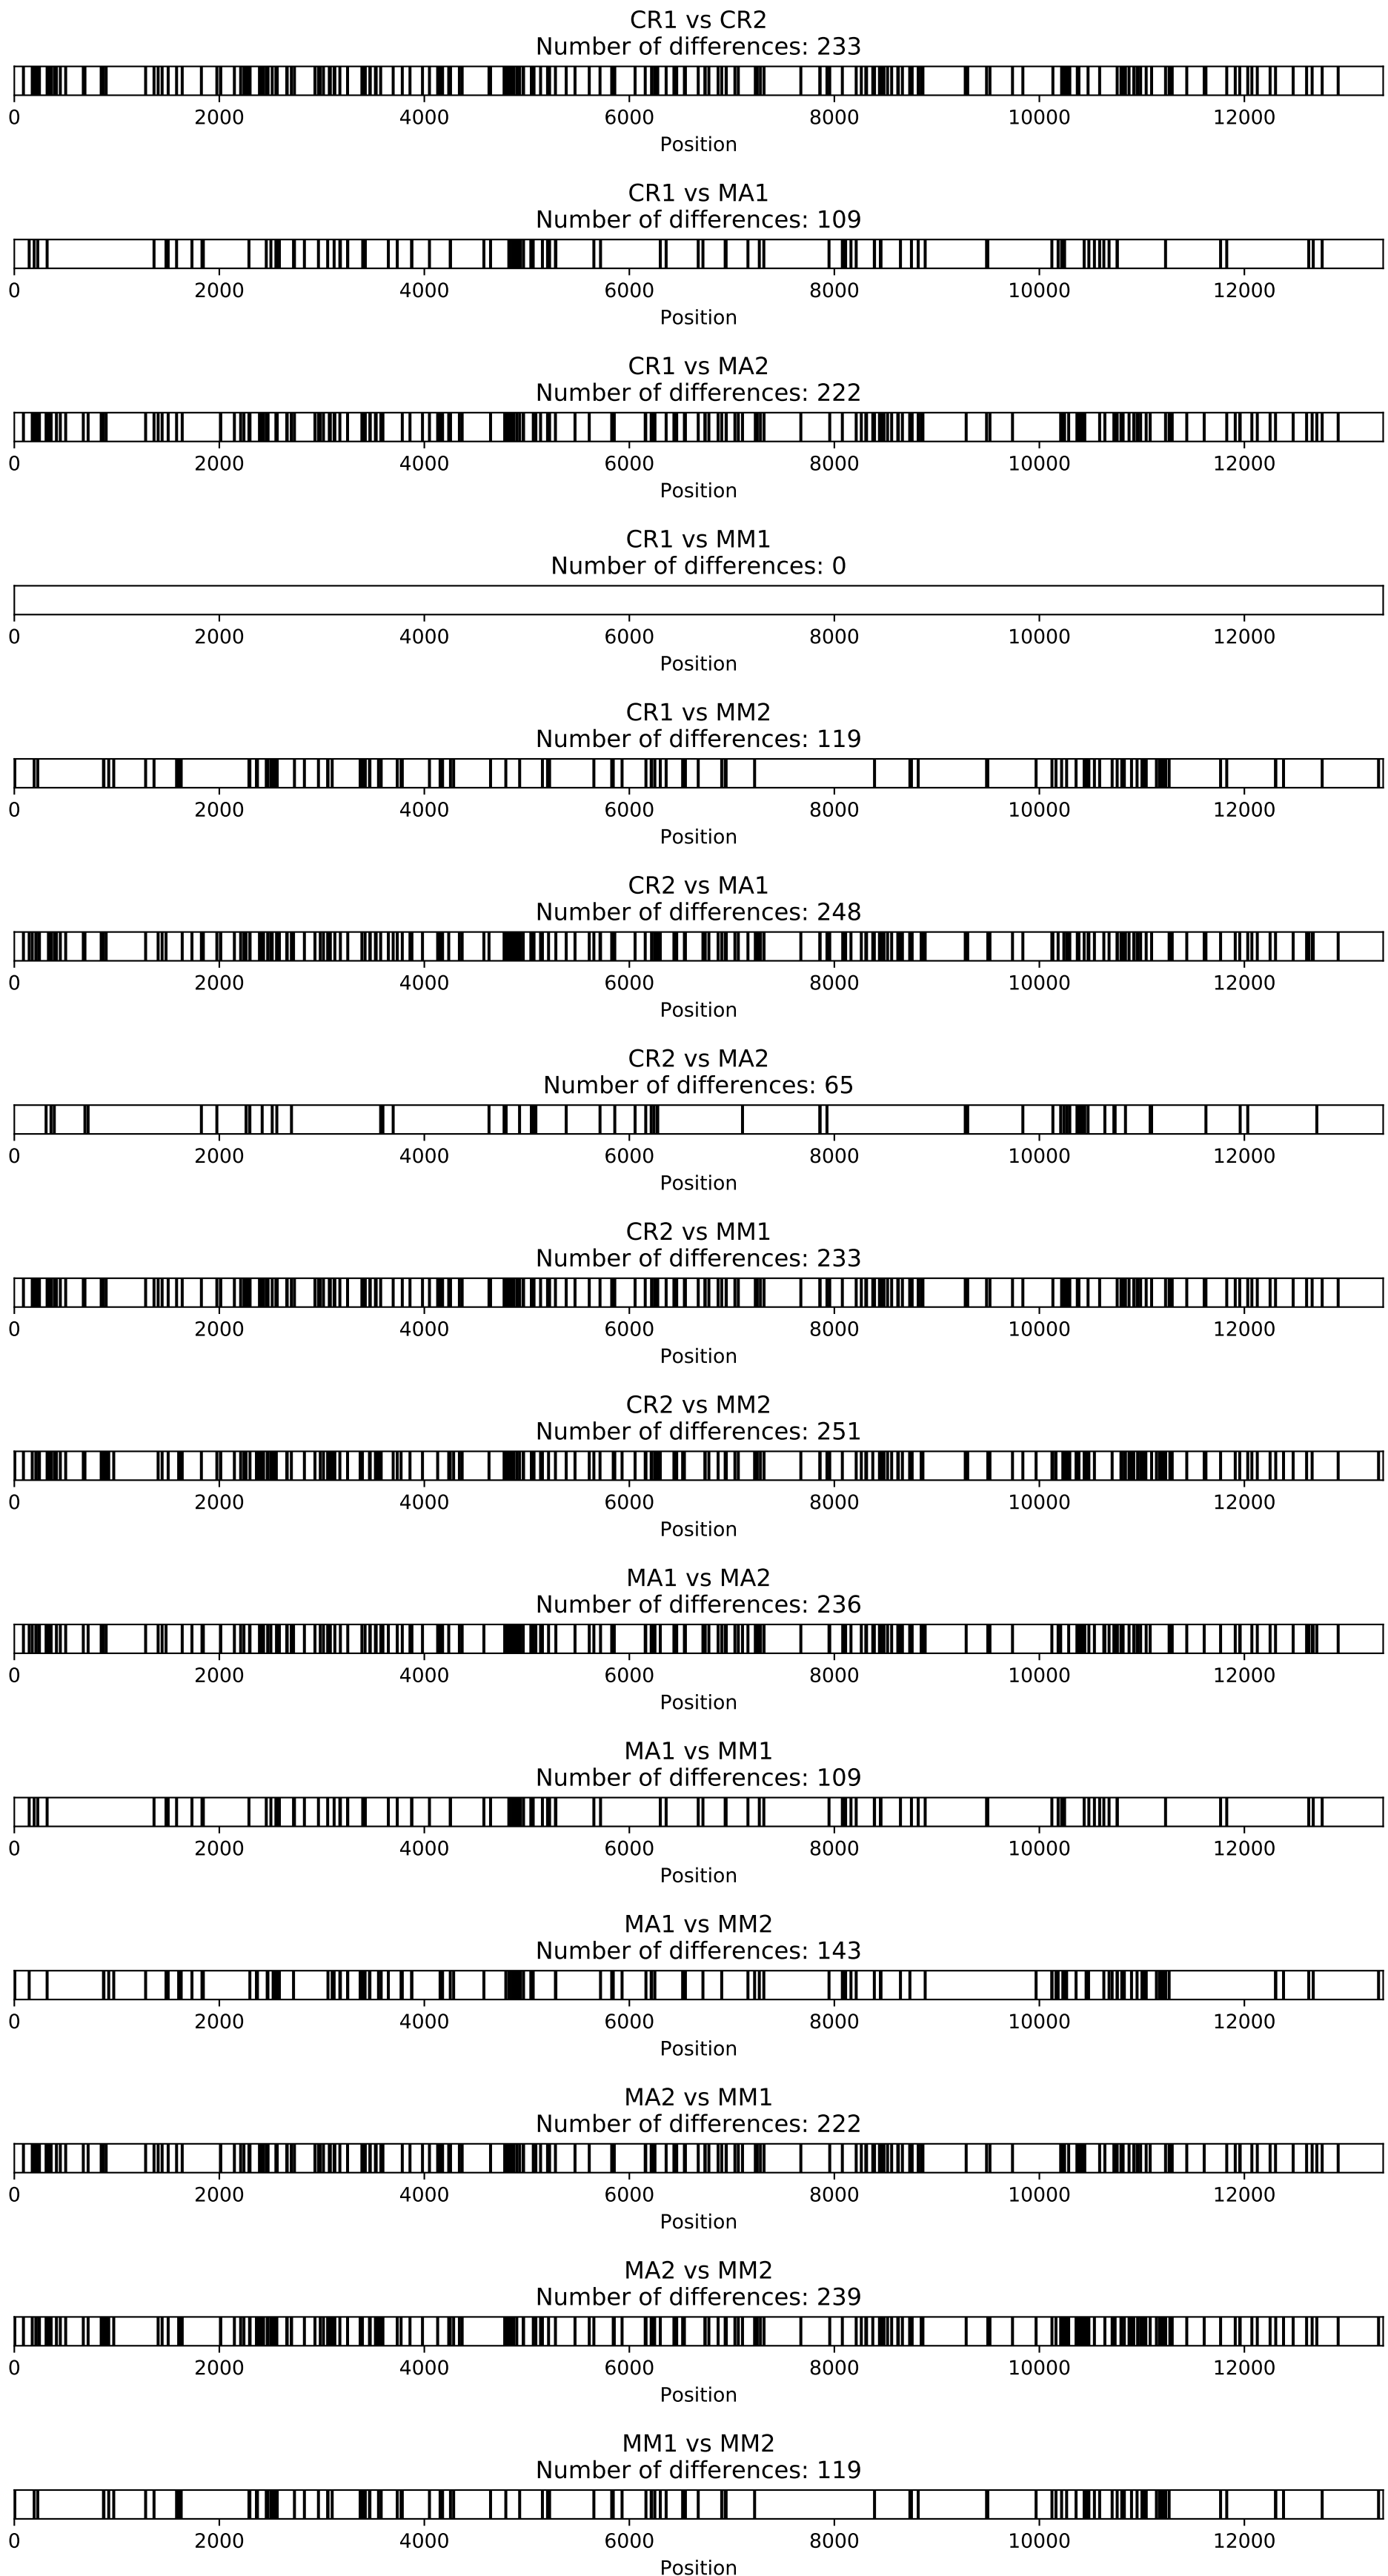 CR1 vs CR2
Number of differences: 233
0 2000 4000 6000 8000 10000 12000
Position
CR1 vs MA1
Number of differences: 109
0 2000 4000 6000 8000 10000 12000
Position
CR1 vs MA2
Number of differences: 222
0 2000 4000 6000 8000 10000 12000
Position
CR1 vs MM1
Number of differences: 0
0 2000 4000 6000 8000 10000 12000
Position
CR1 vs MM2
Number of differences: 119
0 2000 4000 6000 8000 10000 12000
Position
CR2 vs MA1
Number of differences: 248
0 2000 4000 6000 8000 10000 12000
Position
CR2 vs MA2
Number of differences: 65
0 2000 4000 6000 8000 10000 12000
Position
CR2 vs MM1
Number of differences: 233
0 2000 4000 6000 8000 10000 12000
Position
CR2 vs MM2
Number of differences: 251
0 2000 4000 6000 8000 10000 12000
Position
MA1 vs MA2
Number of differences: 236
0 2000 4000 6000 8000 10000 12000
Position
MA1 vs MM1
Number of differences: 109
0 2000 4000 6000 8000 10000 12000
Position
MA1 vs MM2
Number of differences: 143
0 2000 4000 6000 8000 10000 12000
Position
MA2 vs MM1
Number of differences: 222
0 2000 4000 6000 8000 10000 12000
Position
MA2 vs MM2
Number of differences: 239
0 2000 4000 6000 8000 10000 12000
Position
MM1 vs MM2
Number of differences: 119
0 2000 4000 6000 8000 10000 12000
Position